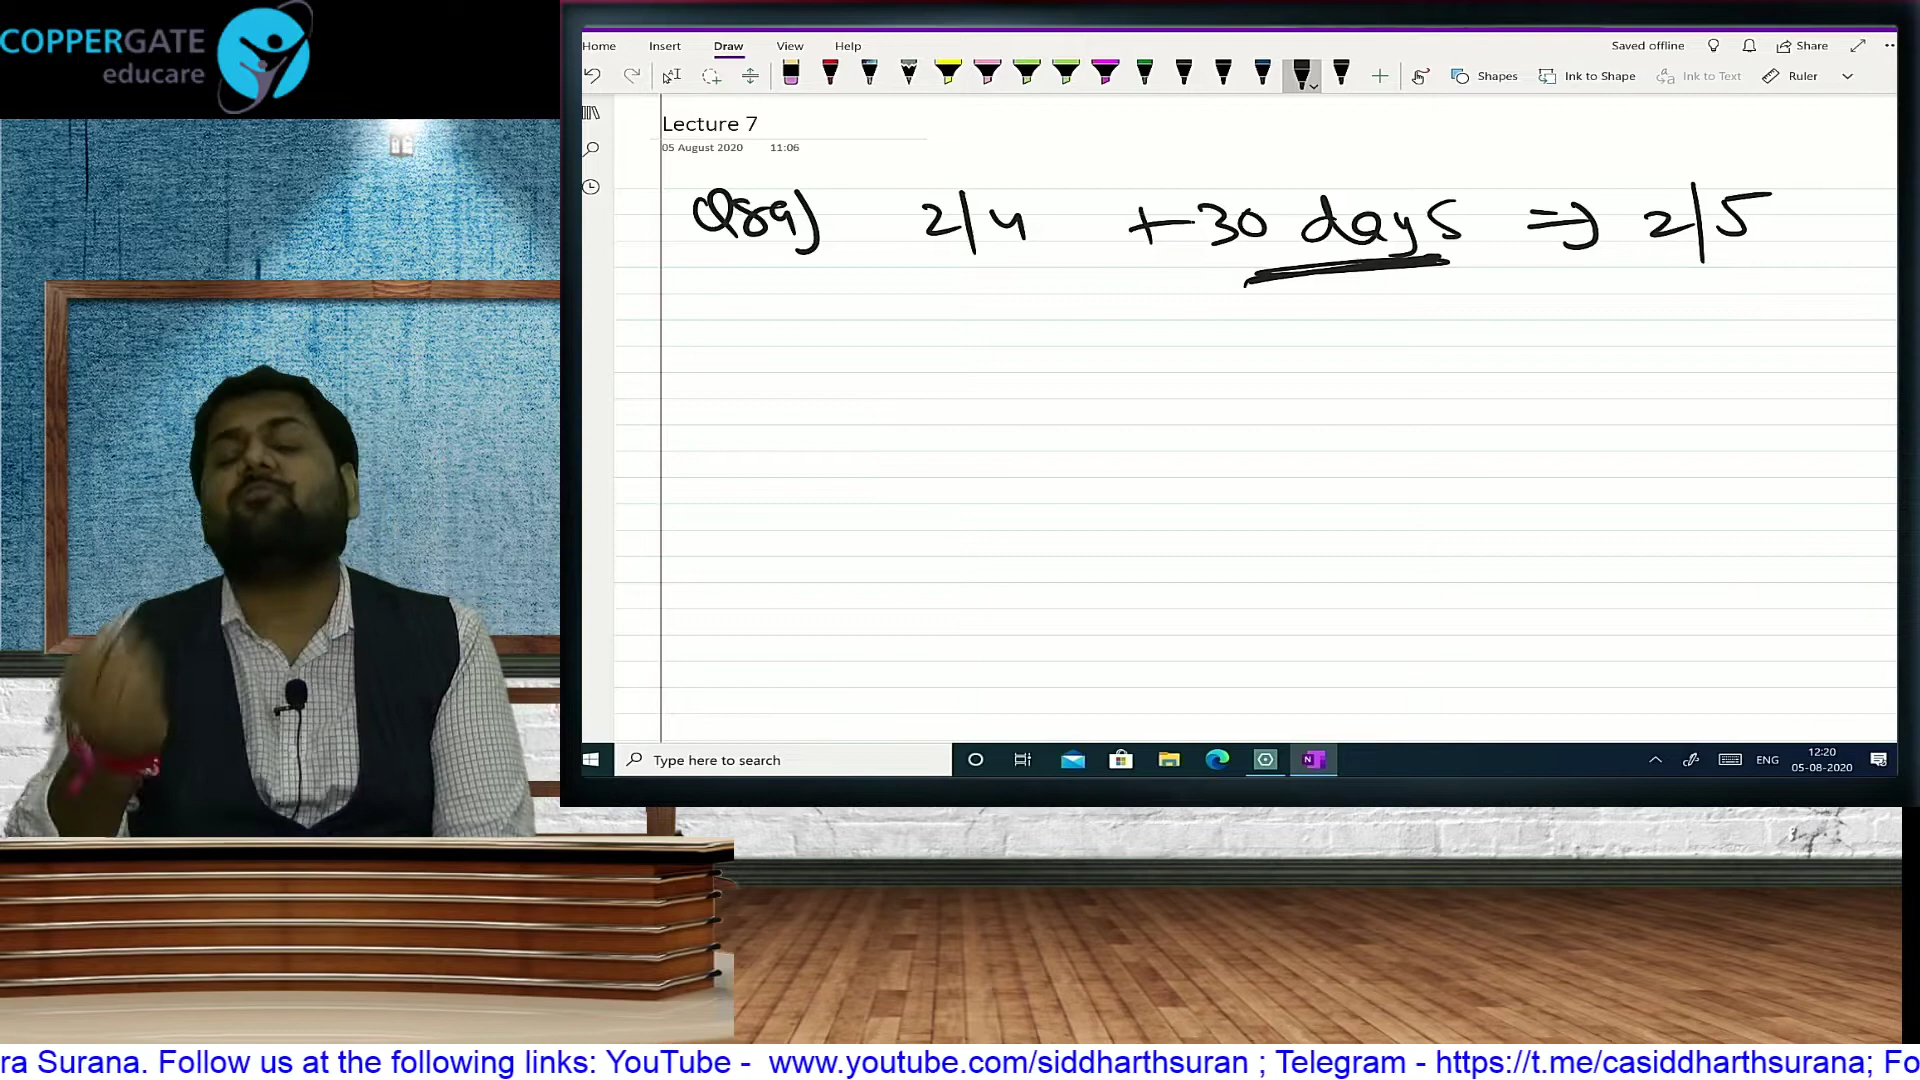 COPPERGATE
educare
Home Insert Draw View Help Saved offline Share
Shapes Ink to Shape Ink to Text Ruler
Lecture 7
05 August 2020 11:06
2/4 +30 days ⇒ 2/5
Type here to search
ENG
12:20
05-08-2020
ra Surana. Follow us at the following links: YouTube - www.youtube.com/siddharthsuran ; Telegram - https://t.me/casiddharthsurana; Fo